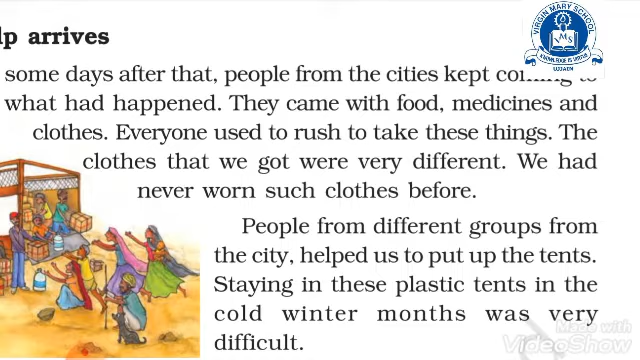 lp arrives
some days after that, people from the cities kept
what had happened. They came with food, medicines and
clothes. Everyone used to rush to take these things. The
clothes that we got were very different. We had
never worn such clothes before.
People from different groups from
the city, helped us to put up the tents.
Staying in these plastic tents in the
cold winter months was very
difficult.
VIRGIN MARY SCHOOL
VMS
KNOWLEDGE IS
UJJAIN
Made with
VideoShow